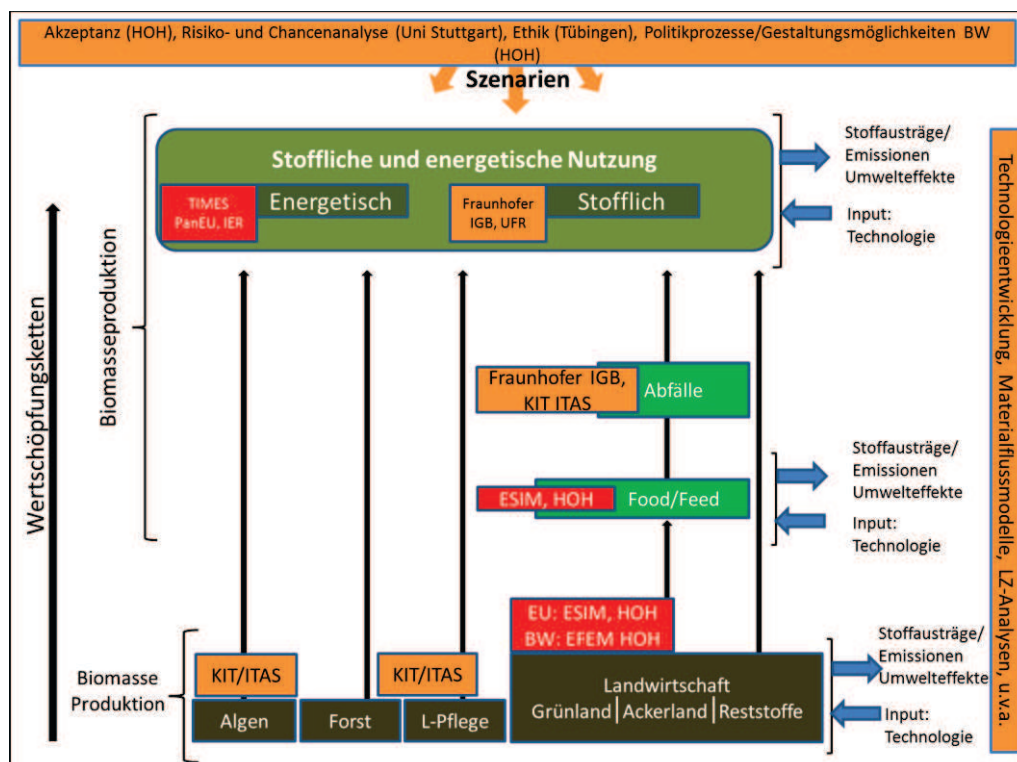 Akzeptanz (HOH), Risiko- und Chancenanalyse (Uni Stuttgart), Ethik (Tübingen), Politikprozesse/Gestaltungsmöglichkeiten BW
(HOH)
Szenarien
Stoffliche und energetische Nutzung
TIMES
PanEU, IER
Energetisch
Fraunhofer
IGB, UFR
Stofflich
Stoffausträge/
Emissionen
Umwelteffekte
Input:
Technologie
Wertschöpfungsketten
Biomasseproduktion
Fraunhofer IGB,
KIT ITAS
Abfälle
ESIM, HOH
Food/Feed
Stoffausträge/
Emissionen
Umwelteffekte
Input:
Technologie
EU: ESIM, HOH
BW: EFEM HOH
Biomasse
Produktion
KIT/ITAS
Algen
Forst
KIT/ITAS
L-Pflege
Landwirtschaft
Grünland|Ackerland|Reststoffe
Stoffausträge/
Emissionen
Umwelteffekte
Input:
Technologie
Technologieentwicklung, Materialflussmodelle, LZ-Analysen, u.v.a.